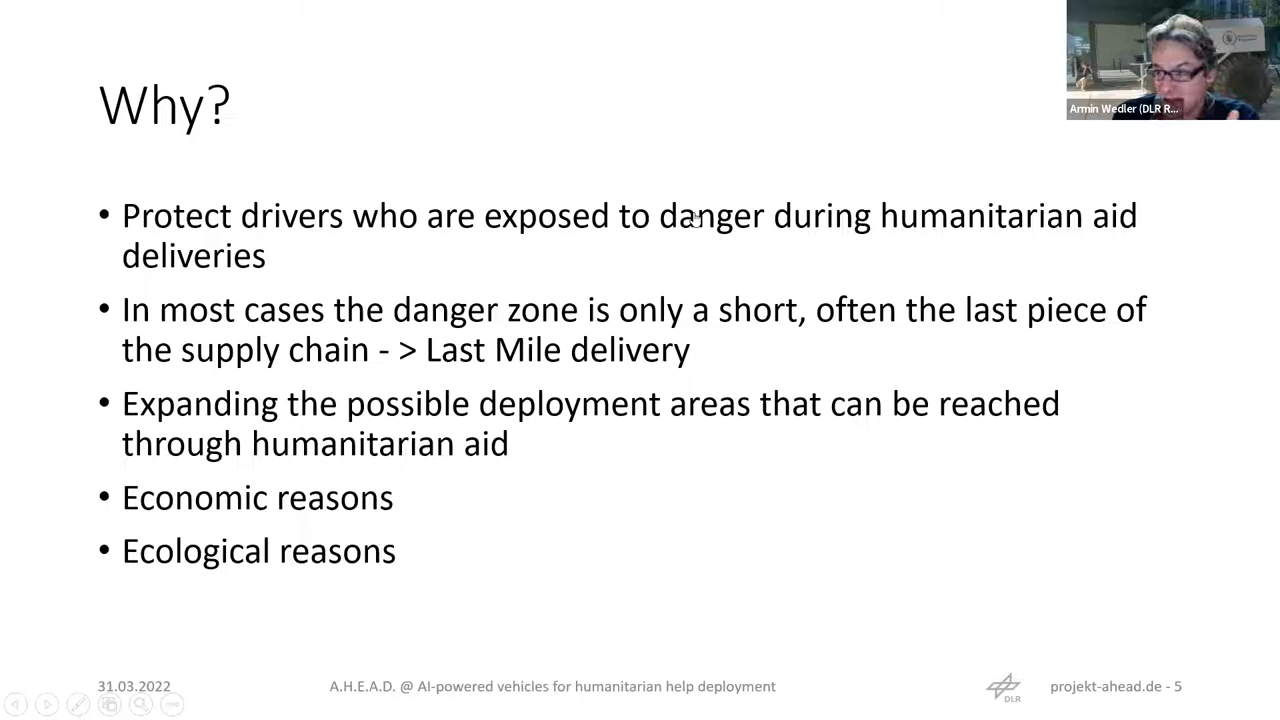 Why?
Armin Wedler (DLR R...
• Protect drivers who are exposed to danger during humanitarian aid
deliveries
• In most cases the danger zone is only a short, often the last piece of
the supply chain - > Last Mile delivery
• Expanding the possible deployment areas that can be reached
through humanitarian aid
• Economic reasons
• Ecological reasons
31.03.2022
A.H.E.A.D. @ AI-powered vehicles for humanitarian help deployment
DLR
projekt-ahead.de - 5